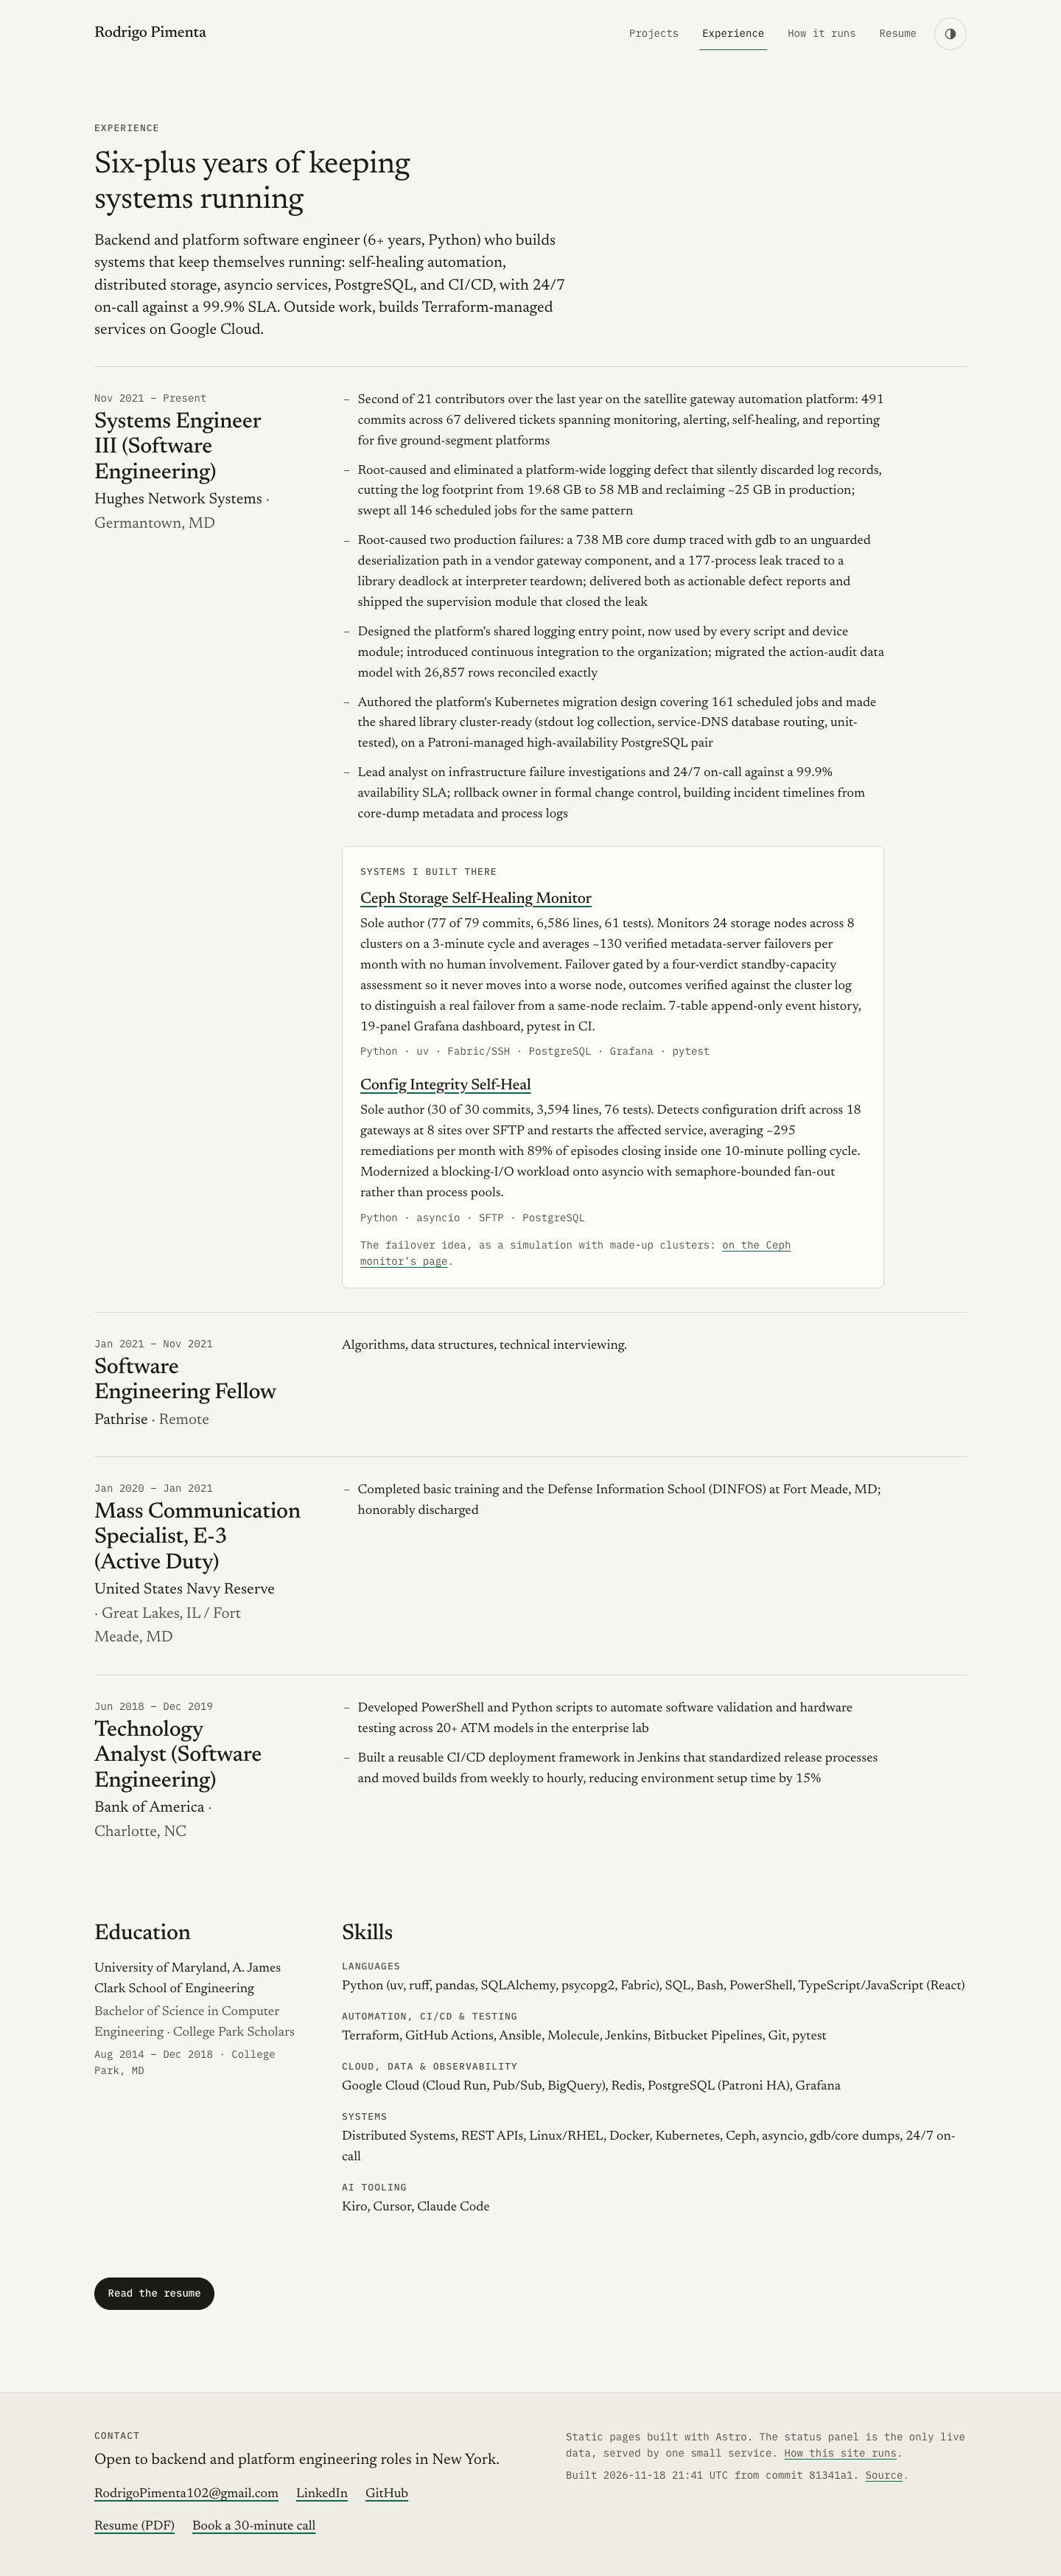 Rodrigo Pimenta
Projects
Experience
How it runs
Resume
EXPERIENCE
Six-plus years of keeping
systems running
Backend and platform software engineer (6+ years, Python) who builds
systems that keep themselves running: self-healing automation,
distributed storage, asyncio services, PostgreSQL, and CI/CD, with 24/7
on-call against a 99.9% SLA. Outside work, builds Terraform-managed
services on Google Cloud.
Nov 2021 – Present
Systems Engineer
III (Software
Engineering)
Hughes Network Systems ·
Germantown, MD
– Second of 21 contributors over the last year on the satellite gateway automation platform: 491
commits across 67 delivered tickets spanning monitoring, alerting, self-healing, and reporting
for five ground-segment platforms
– Root-caused and eliminated a platform-wide logging defect that silently discarded log records,
cutting the log footprint from 19.68 GB to 58 MB and reclaiming ~25 GB in production;
swept all 146 scheduled jobs for the same pattern
– Root-caused two production failures: a 738 MB core dump traced with gdb to an unguarded
deserialization path in a vendor gateway component, and a 177-process leak traced to a
library deadlock at interpreter teardown; delivered both as actionable defect reports and
shipped the supervision module that closed the leak
– Designed the platform's shared logging entry point, now used by every script and device
module; introduced continuous integration to the organization; migrated the action-audit data
model with 26,857 rows reconciled exactly
– Authored the platform's Kubernetes migration design covering 161 scheduled jobs and made
the shared library cluster-ready (stdout log collection, service-DNS database routing, unit-
tested), on a Patroni-managed high-availability PostgreSQL pair
– Lead analyst on infrastructure failure investigations and 24/7 on-call against a 99.9%
availability SLA; rollback owner in formal change control, building incident timelines from
core-dump metadata and process logs
SYSTEMS I BUILT THERE
Ceph Storage Self-Healing Monitor
Sole author (77 of 79 commits, 6,586 lines, 61 tests). Monitors 24 storage nodes across 8
clusters on a 3-minute cycle and averages ~130 verified metadata-server failovers per
month with no human involvement. Failover gated by a four-verdict standby-capacity
assessment so it never moves into a worse node, outcomes verified against the cluster log
to distinguish a real failover from a same-node reclaim. 7-table append-only event history,
19-panel Grafana dashboard, pytest in CI.
Python · uv · Fabric/SSH · PostgreSQL · Grafana · pytest
Config Integrity Self-Heal
Sole author (30 of 30 commits, 3,594 lines, 76 tests). Detects configuration drift across 18
gateways at 8 sites over SFTP and restarts the affected service, averaging ~295
remediations per month with 89% of episodes closing inside one 10-minute polling cycle.
Modernized a blocking-I/O workload onto asyncio with semaphore-bounded fan-out
rather than process pools.
Python · asyncio · SFTP · PostgreSQL
The failover idea, as a simulation with made-up clusters: on the Ceph
monitor's page.
Jan 2021 – Nov 2021
Software
Engineering Fellow
Pathrise · Remote
Algorithms, data structures, technical interviewing.
Jan 2020 – Jan 2021
Mass Communication
Specialist, E-3
(Active Duty)
United States Navy Reserve
· Great Lakes, IL / Fort
Meade, MD
– Completed basic training and the Defense Information School (DINFOS) at Fort Meade, MD;
honorably discharged
Jun 2018 – Dec 2019
Technology
Analyst (Software
Engineering)
Bank of America ·
Charlotte, NC
– Developed PowerShell and Python scripts to automate software validation and hardware
testing across 20+ ATM models in the enterprise lab
– Built a reusable CI/CD deployment framework in Jenkins that standardized release processes
and moved builds from weekly to hourly, reducing environment setup time by 15%
Education
University of Maryland, A. James
Clark School of Engineering
Bachelor of Science in Computer
Engineering · College Park Scholars
Aug 2014 – Dec 2018 · College
Park, MD
Skills
LANGUAGES
Python (uv, ruff, pandas, SQLAlchemy, psycopg2, Fabric), SQL, Bash, PowerShell, TypeScript/JavaScript (React)
AUTOMATION, CI/CD & TESTING
Terraform, GitHub Actions, Ansible, Molecule, Jenkins, Bitbucket Pipelines, Git, pytest
CLOUD, DATA & OBSERVABILITY
Google Cloud (Cloud Run, Pub/Sub, BigQuery), Redis, PostgreSQL (Patroni HA), Grafana
SYSTEMS
Distributed Systems, REST APIs, Linux/RHEL, Docker, Kubernetes, Ceph, asyncio, gdb/core dumps, 24/7 on-
call
AI TOOLING
Kiro, Cursor, Claude Code
Read the resume
CONTACT
Open to backend and platform engineering roles in New York.
RodrigoPimenta102@gmail.com
LinkedIn
GitHub
Resume (PDF)
Book a 30-minute call
Static pages built with Astro. The status panel is the only live
data, served by one small service. How this site runs.
Built 2026-11-18 21:41 UTC from commit 81341a1. Source.